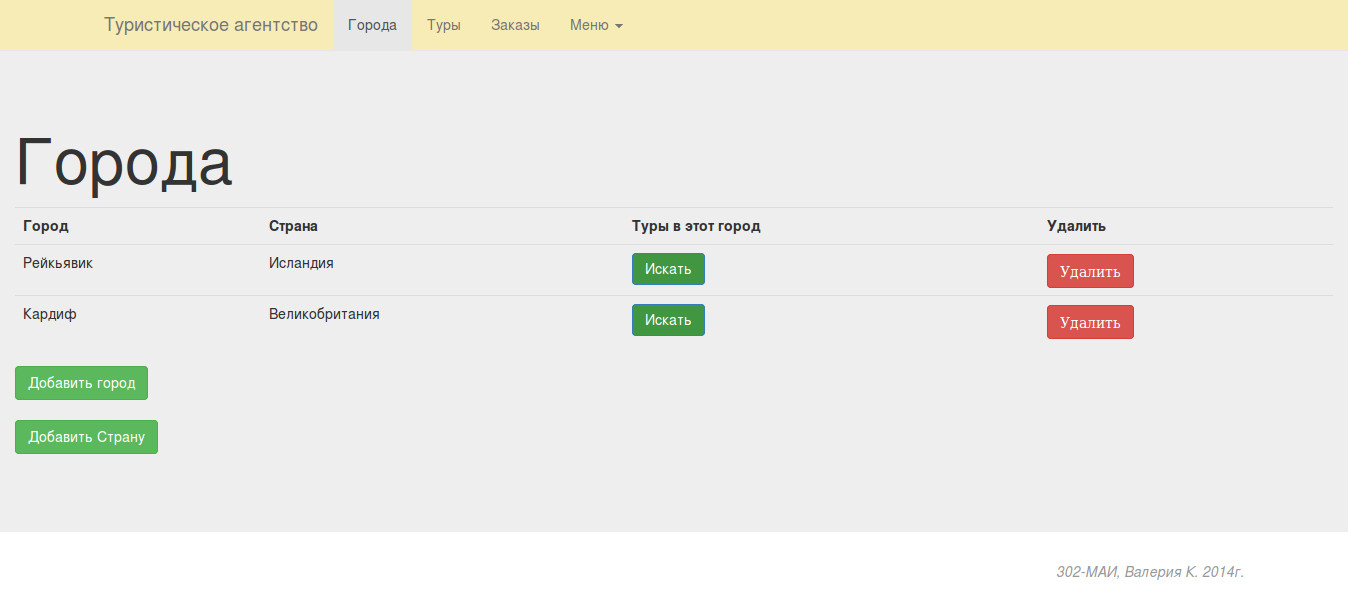 Туристическое агентство Города Туры Заказы Меню
Города
Город Страна Туры в этот город Удалить
Рейкьявик Исландия Искать Удалить
Кардиф Великобритания Искать Удалить
Добавить город
Добавить Страну
302-МАИ, Валерия К. 2014г.